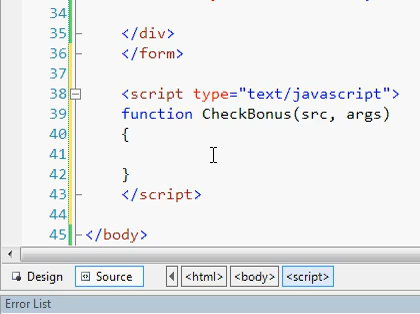 34
35 </div>
36 </form>
37
38 <script type="text/javascript">
39 function CheckBonus(src, args)
40 {
41
42 }
43 </script>
44
45 </body>
Design Source <html> <body> <script>
Error List